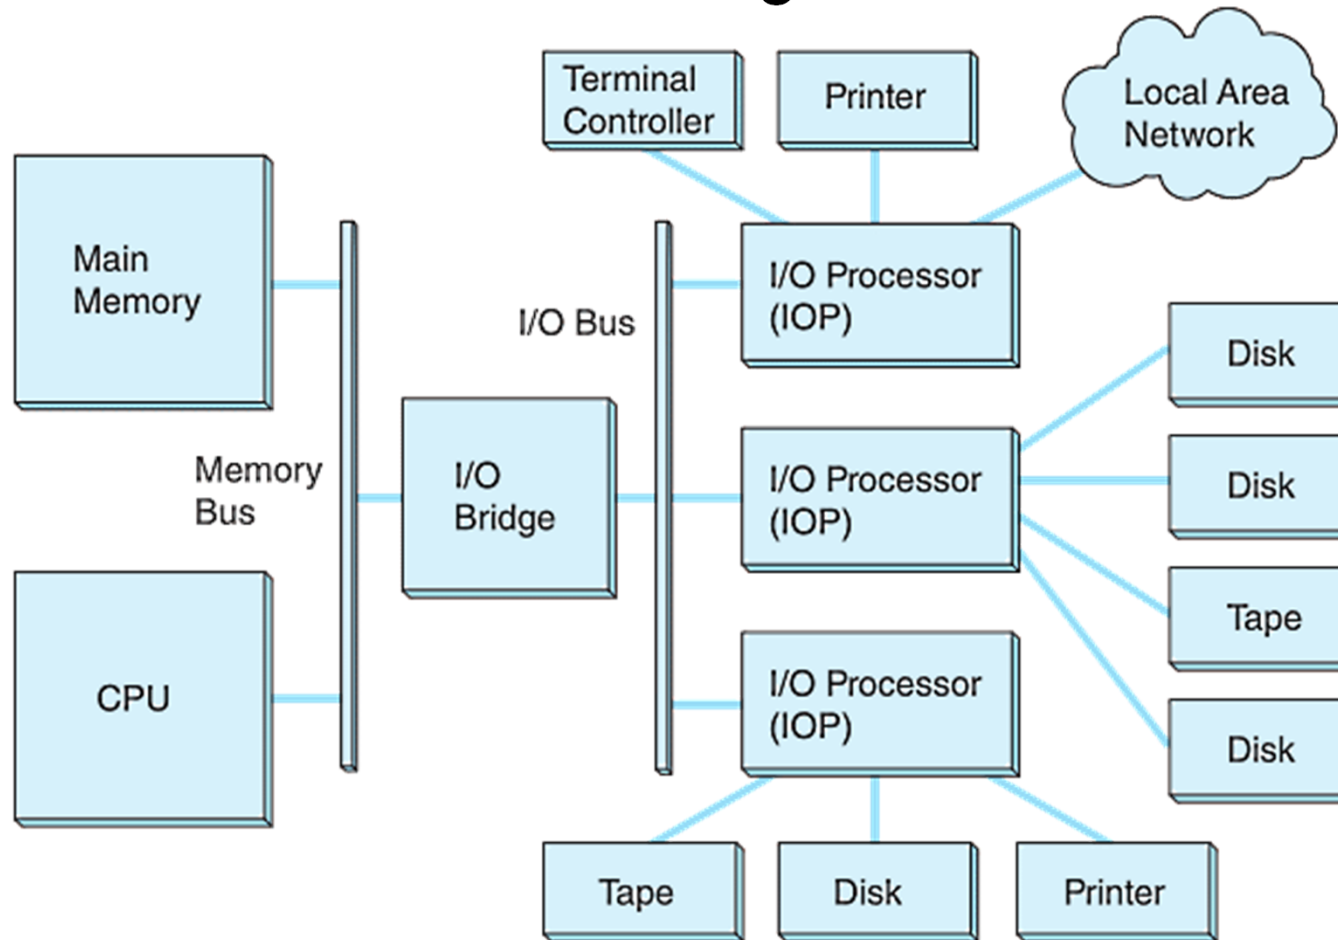 Terminal
Controller
Printer
Local Area
Network
Main
Memory
I/O Bus
I/O Processor
(IOP)
Disk
Memory
Bus
I/O
Bridge
I/O Processor
(IOP)
Disk
Tape
CPU
I/O Processor
(IOP)
Disk
Tape
Disk
Printer